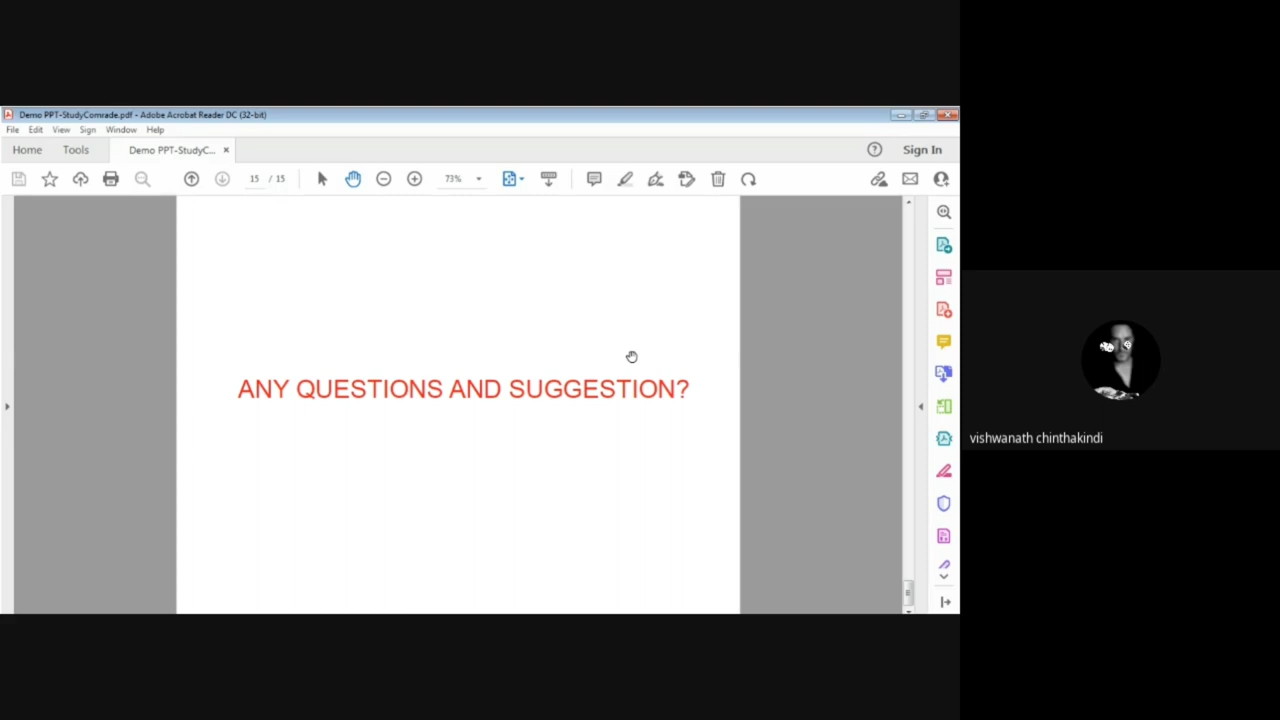 Demo PPT-StudyComrade.pdf - Adobe Acrobat Reader DC (32-bit)
File Edit View Sign Window Help
Home Tools Demo PPT-StudyC... × Sign In
15 / 15 73%
ANY QUESTIONS AND SUGGESTION?
vishwanath chinthakindi